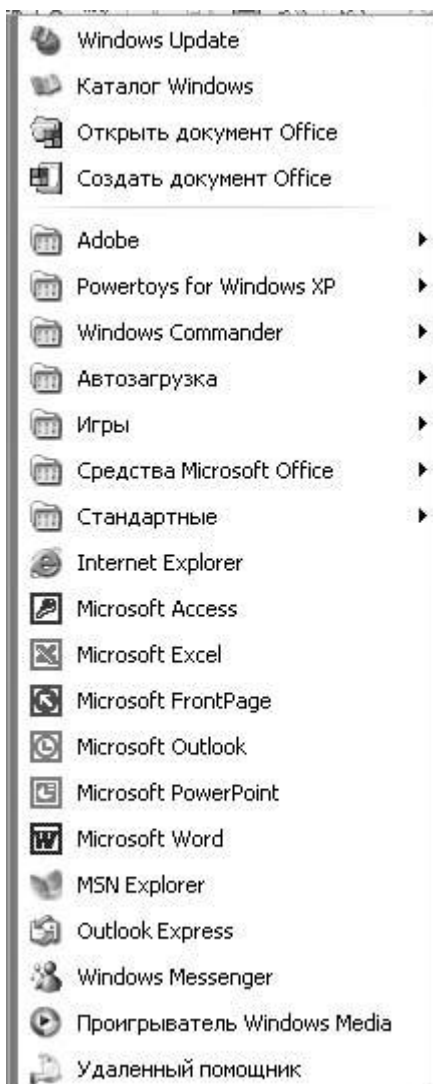 Windows Update
Каталог Windows
Открыть документ Office
Создать документ Office
Adobe
Powertoys for Windows XP
Windows Commander
Автозагрузка
Игры
Средства Microsoft Office
Стандартные
Internet Explorer
Microsoft Access
Microsoft Excel
Microsoft FrontPage
Microsoft Outlook
Microsoft PowerPoint
Microsoft Word
MSN Explorer
Outlook Express
Windows Messenger
Проигрыватель Windows Media
Удаленный помощник